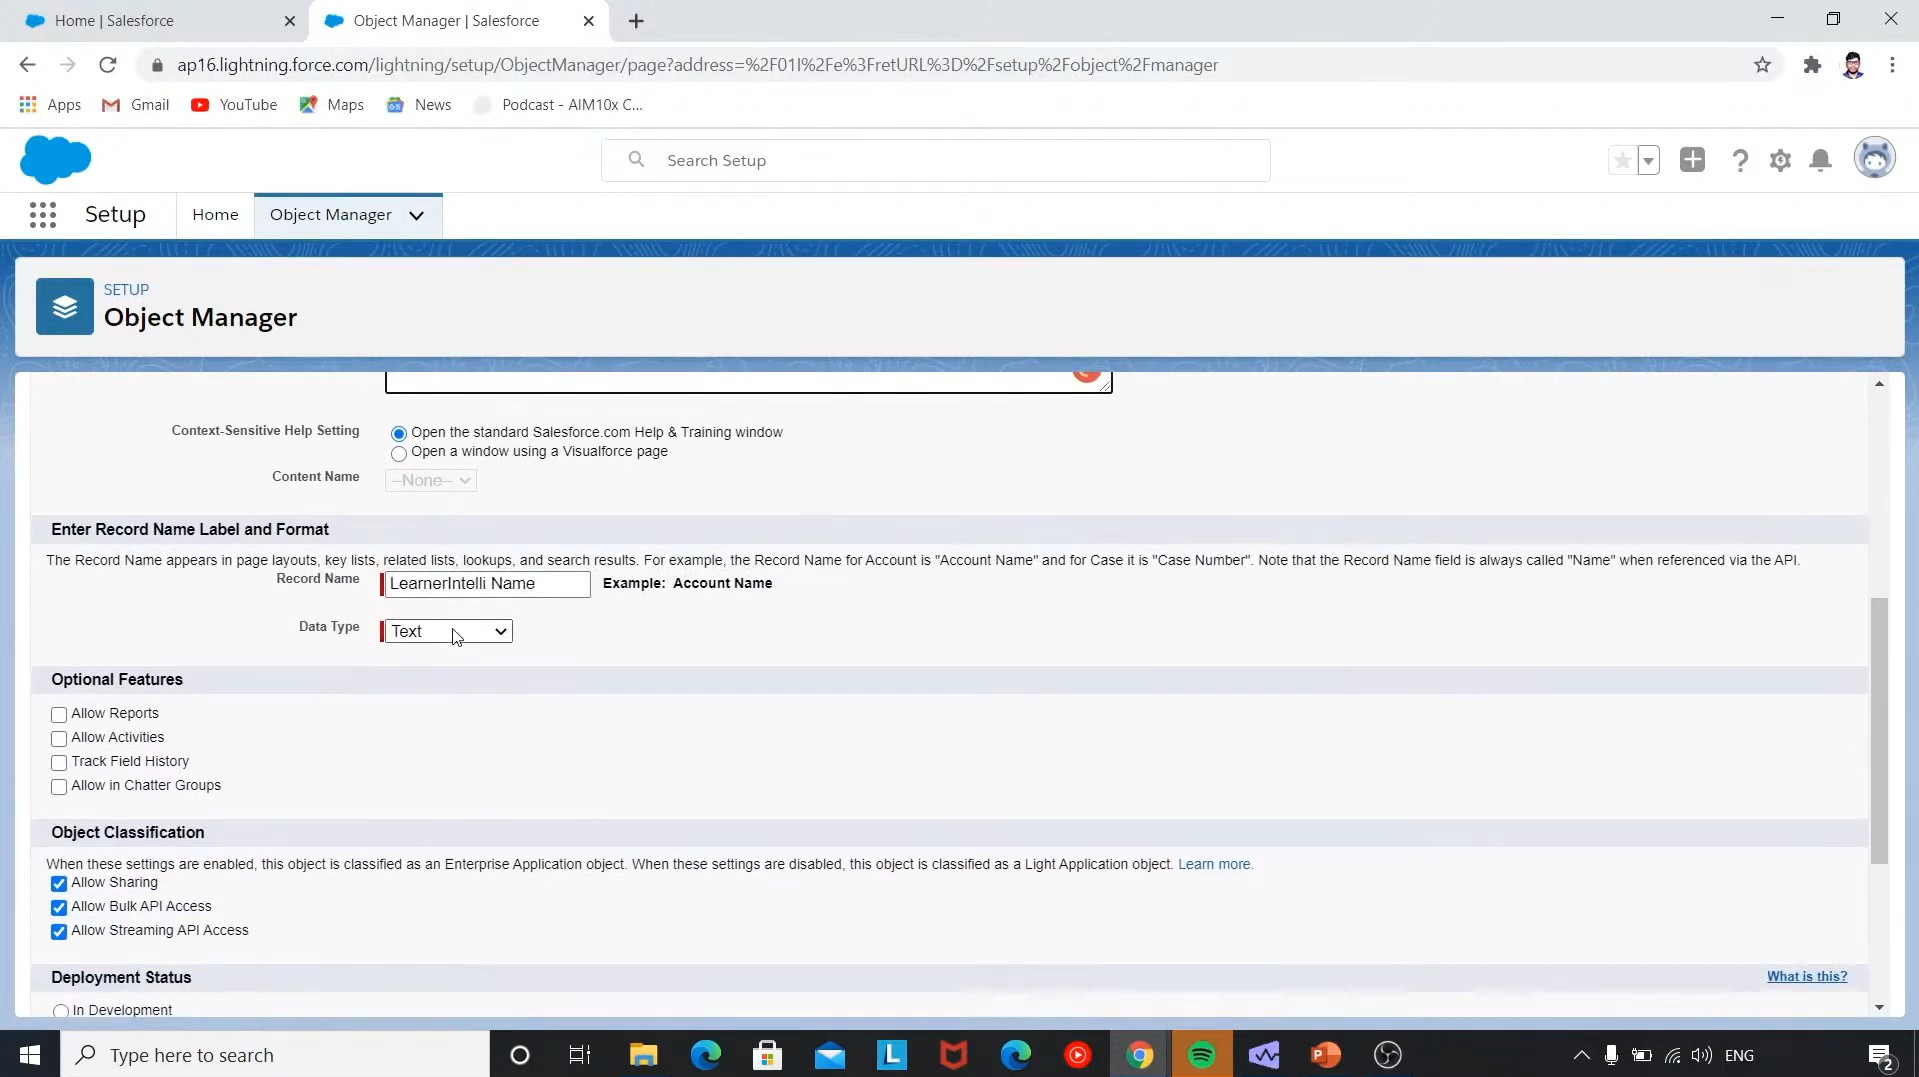 Home | Salesforce
Object Manager | Salesforce
ap16.lightning.force.com/lightning/setup/ObjectManager/page?address=%2F01I%2Fe%3FretURL%3D%2Fsetup%2Fobject%2Fmanager
Apps Gmail YouTube Maps News Podcast - AIM10x C...
Search Setup
Setup Home Object Manager
SETUP
Object Manager
Context-Sensitive Help Setting Open the standard Salesforce.com Help & Training window
Open a window using a Visualforce page
Content Name --None--
Enter Record Name Label and Format
The Record Name appears in page layouts, key lists, related lists, lookups, and search results. For example, the Record Name for Account is "Account Name" and for Case it is "Case Number". Note that the Record Name field is always called "Name" when referenced via the API.
Record Name LearnerIntelli Name Example: Account Name
Data Type Text
Optional Features
Allow Reports
Allow Activities
Track Field History
Allow in Chatter Groups
Object Classification
When these settings are enabled, this object is classified as an Enterprise Application object. When these settings are disabled, this object is classified as a Light Application object. Learn more.
Allow Sharing
Allow Bulk API Access
Allow Streaming API Access
Deployment Status What is this?
In Development
Type here to search
ENG
2